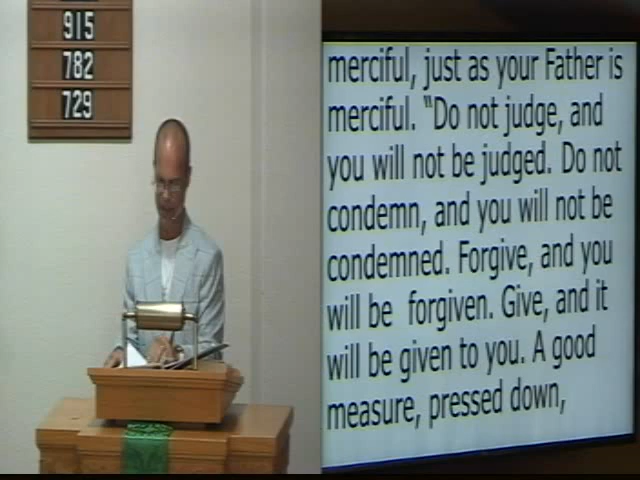 915
782
729
merciful, just as your Father is
merciful. “Do not judge, and
you will not be judged. Do not
condemn, and you will not be
condemned. Forgive, and you
will be forgiven. Give, and it
will be given to you. A good
measure, pressed down,